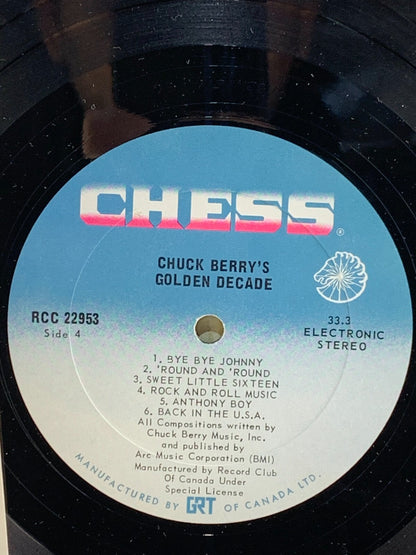 CHESS®
CHUCK BERRY'S
GOLDEN DECADE
RCC 22953
Side 4
33.3
ELECTRONIC
STEREO
1. BYE BYE JOHNNY
2. 'ROUND AND 'ROUND
3. SWEET LITTLE SIXTEEN
4. ROCK AND ROLL MUSIC
5. ANTHONY BOY
6. BACK IN THE U.S.A.
All Compositions written by
Chuck Berry Music, Inc.
and published by
Arc Music Corporation (BMI)
Manufactured by Record Club
Of Canada Under
Special License
MANUFACTURED BY GRT OF CANADA LTD.